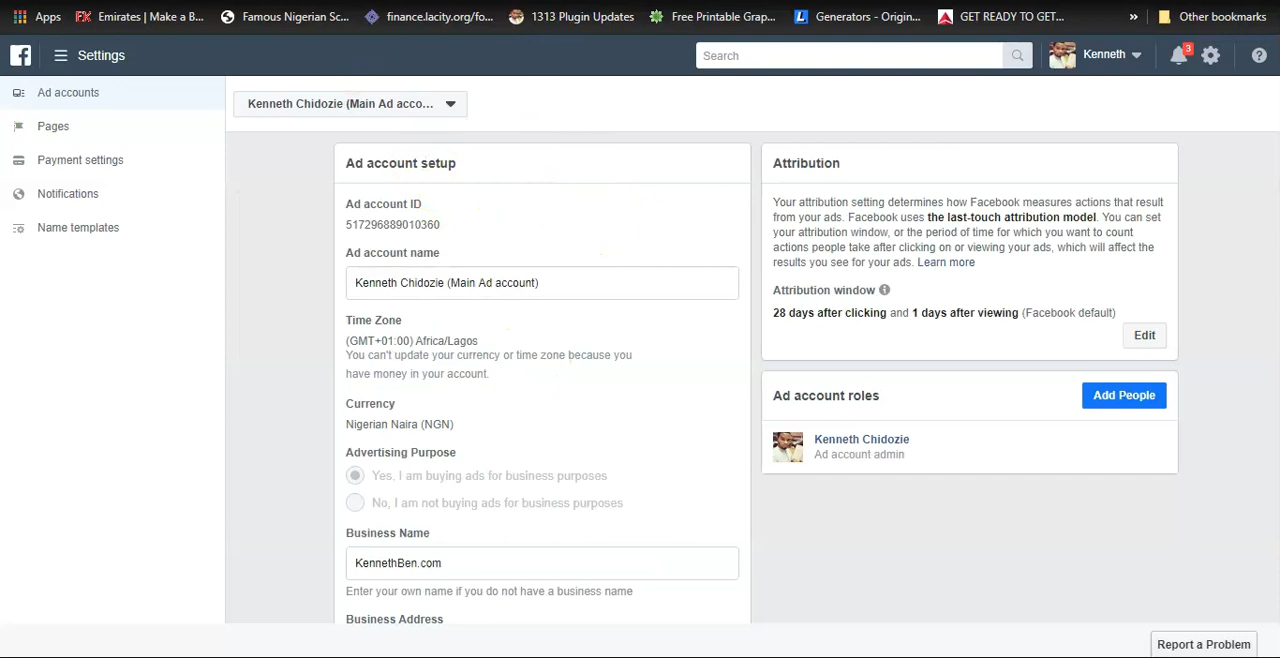 Apps
Emirates | Make a B...
Famous Nigerian Sc...
finance.lacity.org/fo...
1313 Plugin Updates
Free Printable Grap...
Generators - Origin...
GET READY TO GET...
»
Other bookmarks
Settings
Search
Kenneth
3
Ad accounts
Pages
Payment settings
Notifications
Name templates
Kenneth Chidozie (Main Ad acco...
Ad account setup
Ad account ID
517296889010360
Ad account name
Kenneth Chidozie (Main Ad account)
Time Zone
(GMT+01:00) Africa/Lagos
You can't update your currency or time zone because you
have money in your account.
Currency
Nigerian Naira (NGN)
Advertising Purpose
Yes, I am buying ads for business purposes
No, I am not buying ads for business purposes
Business Name
KennethBen.com
Enter your own name if you do not have a business name
Business Address
Attribution
Your attribution setting determines how Facebook measures actions that result
from your ads. Facebook uses the last-touch attribution model. You can set
your attribution window, or the period of time for which you want to count
actions people take after clicking on or viewing your ads, which will affect the
results you see for your ads. Learn more
Attribution window
28 days after clicking and 1 days after viewing (Facebook default)
Edit
Ad account roles
Add People
Kenneth Chidozie
Ad account admin
Report a Problem